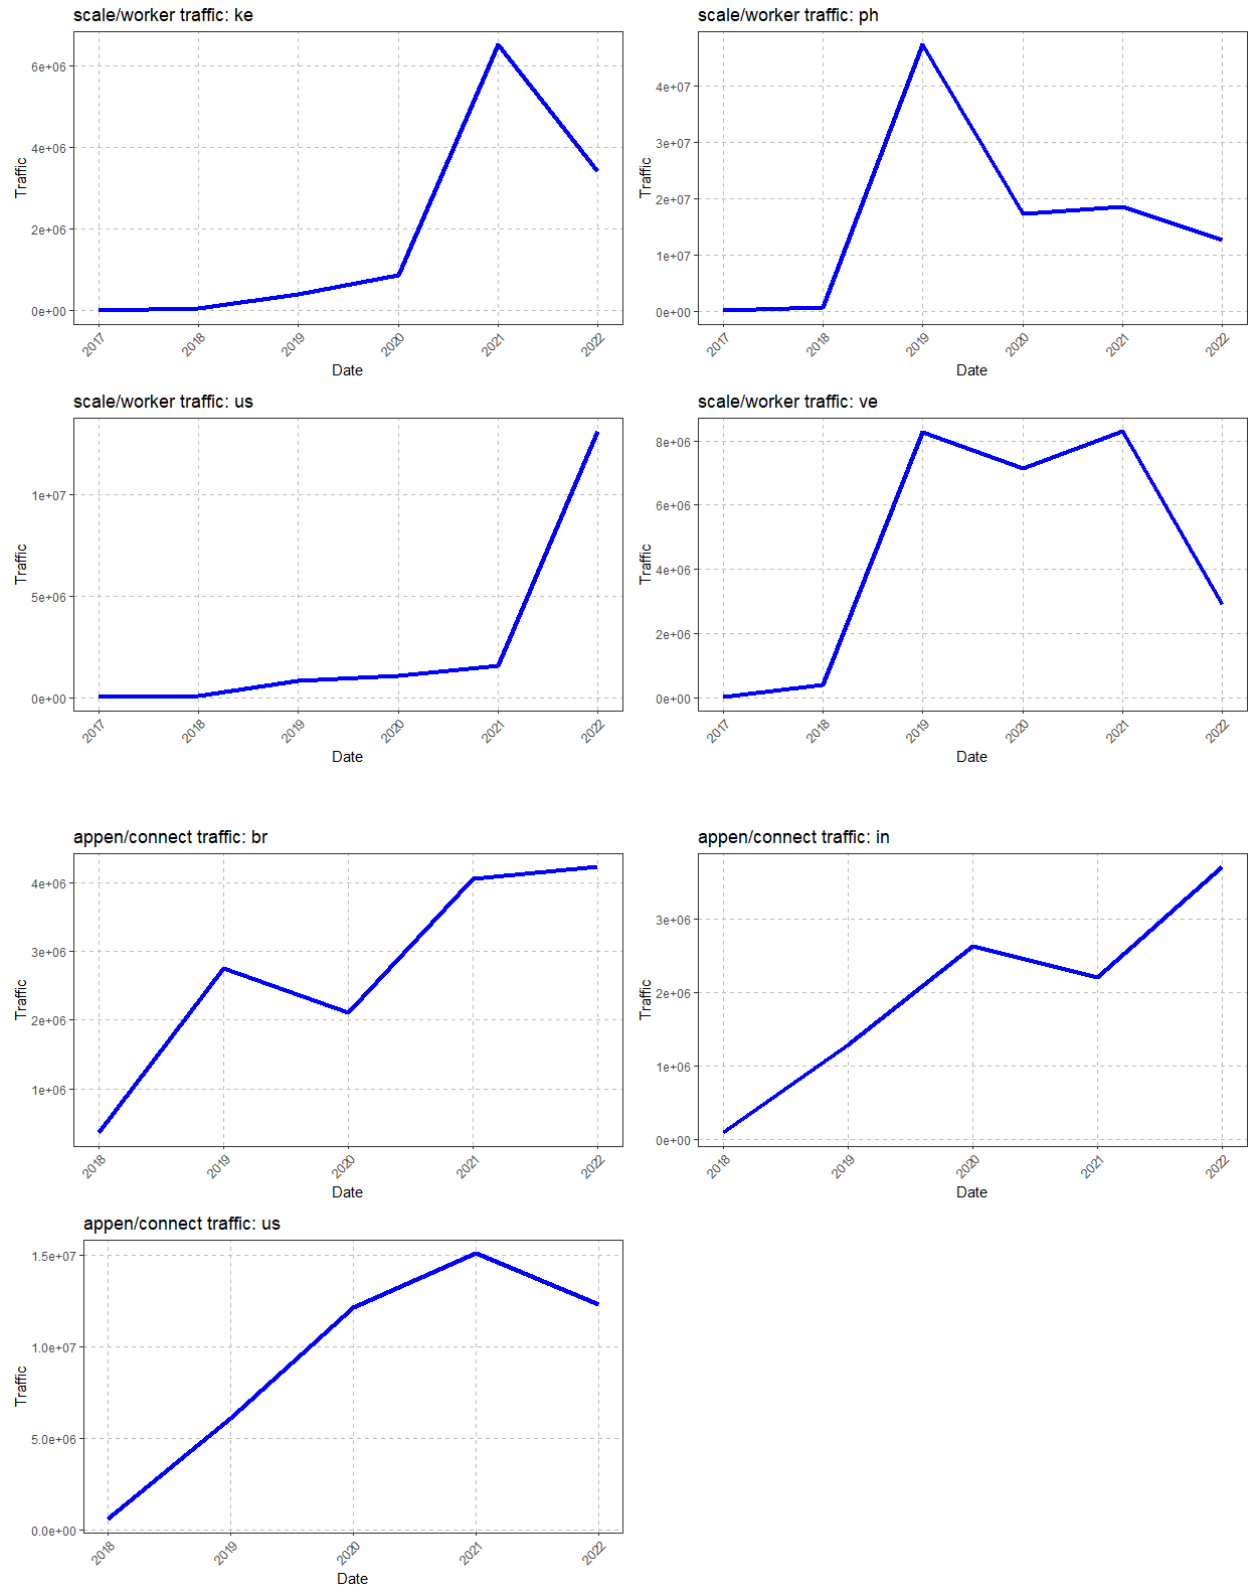 scale/worker traffic: ke
6e+06
4e+06
2e+06
0e+00
Traffic
2017 2018 2019 2020 2021 2022
Date
scale/worker traffic: ph
4e+07
3e+07
2e+07
1e+07
0e+00
Traffic
2017 2018 2019 2020 2021 2022
Date
scale/worker traffic: us
1e+07
5e+06
0e+00
Traffic
2017 2018 2019 2020 2021 2022
Date
scale/worker traffic: ve
8e+06
6e+06
4e+06
2e+06
0e+00
Traffic
2017 2018 2019 2020 2021 2022
Date
appen/connect traffic: br
4e+06
3e+06
2e+06
1e+06
Traffic
2018 2019 2020 2021 2022
Date
appen/connect traffic: in
3e+06
2e+06
1e+06
0e+00
Traffic
2018 2019 2020 2021 2022
Date
appen/connect traffic: us
1.5e+07
1.0e+07
5.0e+06
0.0e+00
Traffic
2018 2019 2020 2021 2022
Date